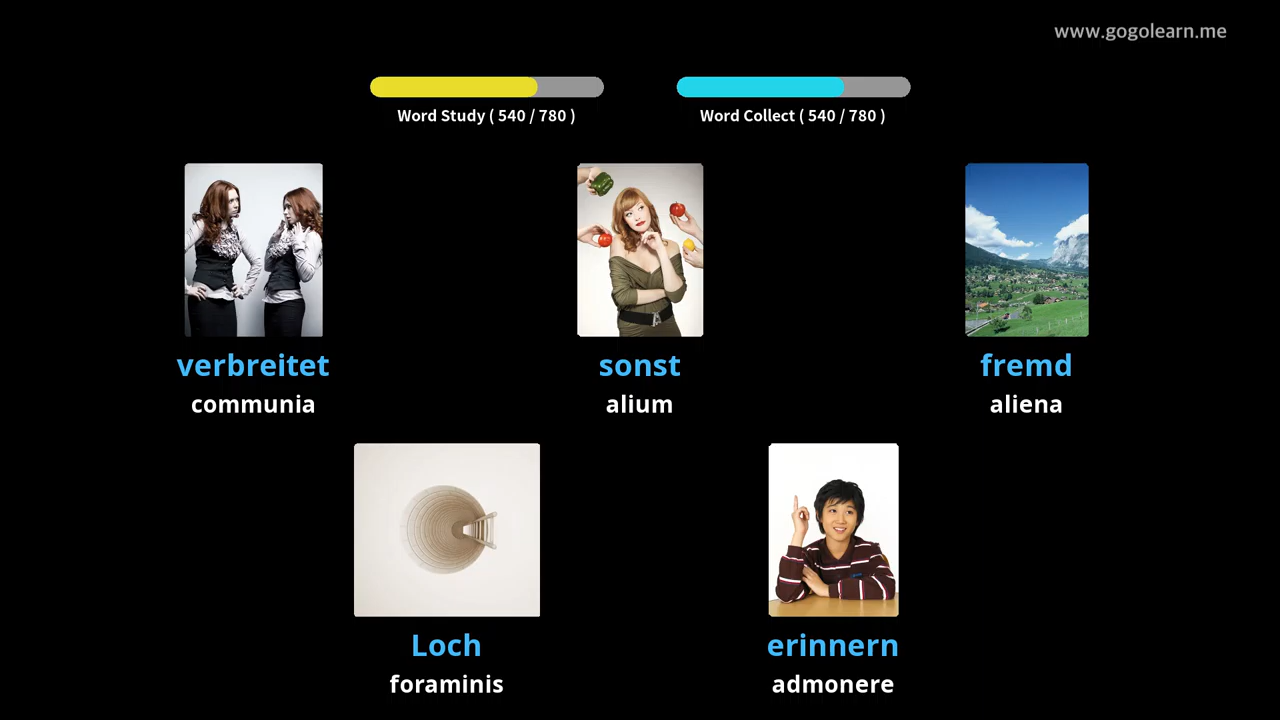 www.gogolearn.me
Word Study ( 540 / 780 )
Word Collect ( 540 / 780 )
verbreitet
communia
sonst
alium
fremd
aliena
Loch
foraminis
erinnern
admonere